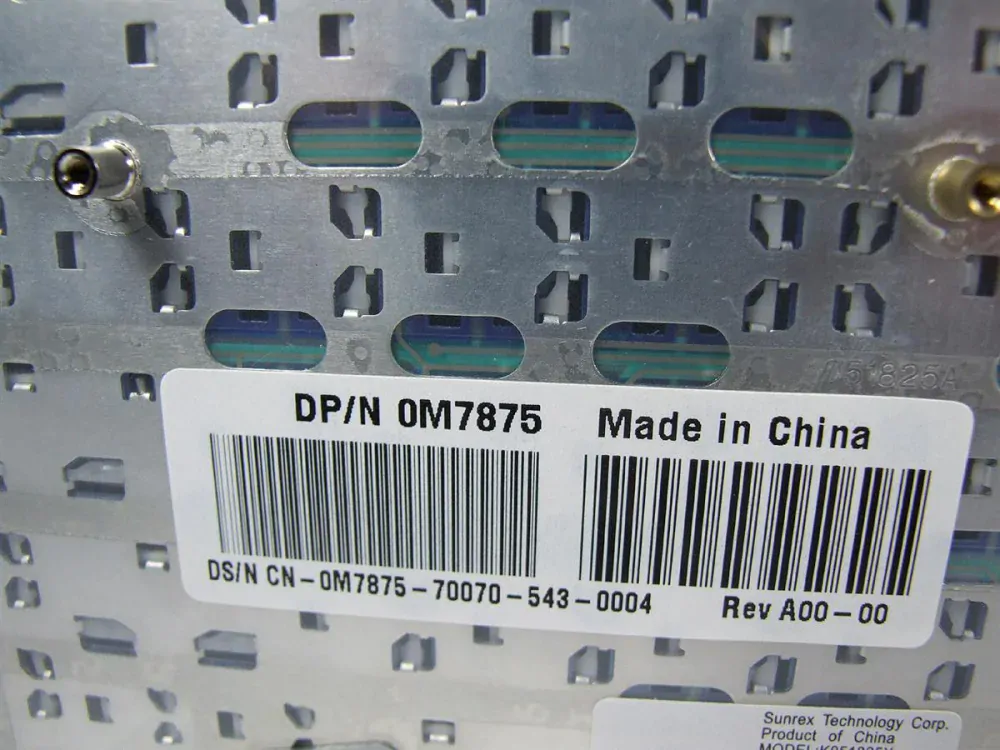 DP/N 0M7875 Made in China
DS/N CN-0M7875-70070-543-0004 Rev A00-00
Sunrex Technology Corp.
Product of China